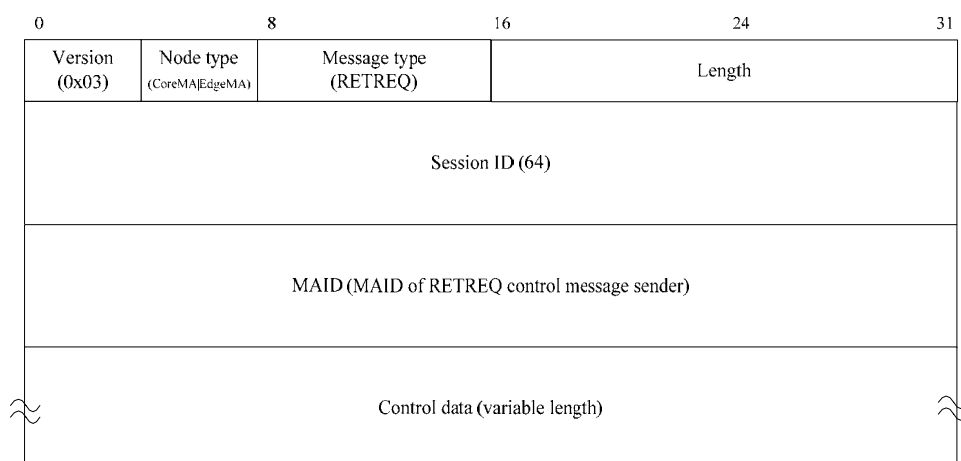 0 8 16 24 31
Version Node type Message type Length
(0x03) (CoreMA|EdgeMA) (RETREQ)
Session ID (64)
MAID (MAID of RETREQ control message sender)
Control data (variable length)